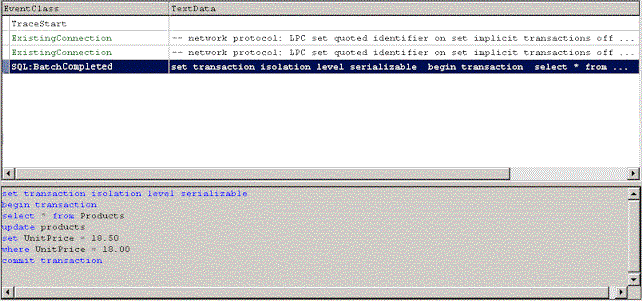 EventClass TextData
TraceStart
ExistingConnection -- network protocol: LPC set quoted identifier on set implicit transactions off ...
ExistingConnection -- network protocol: LPC set quoted identifier on set implicit transactions off ...
SQL:BatchCompleted set transaction isolation level serializable begin transaction select * from ...
set transaction isolation level serializable
begin transaction
select * from Products
update products
set UnitPrice = 18.50
where UnitPrice = 18.00
commit transaction